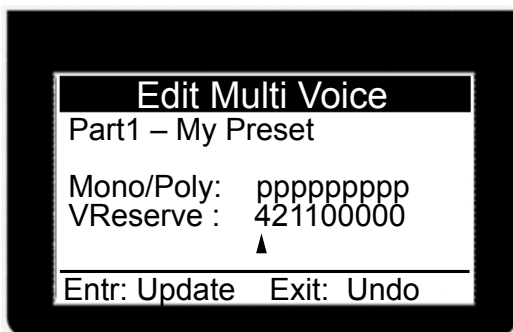 Edit Multi Voice
Part1 – My Preset
Mono/Poly: ppppppppp
VReserve : 421100000
Entr: Update Exit: Undo